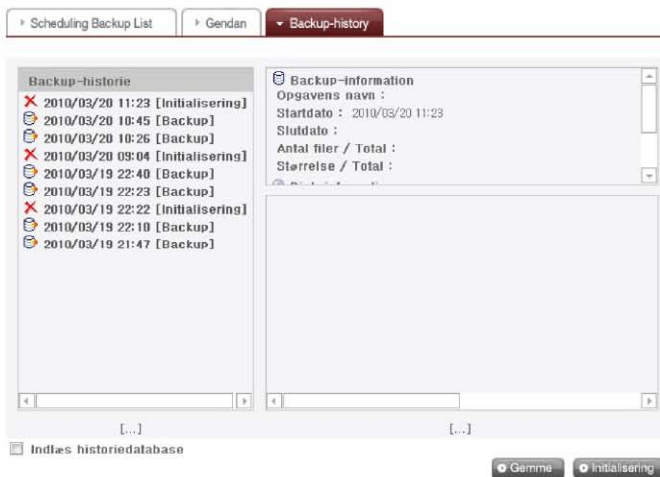 Scheduling Backup List
Gendan
Backup-history
Backup-historie
2010/03/20 11:23 [Initialisering]
2010/03/20 10:45 [Backup]
2010/03/20 10:26 [Backup]
2010/03/20 09:04 [Initialisering]
2010/03/19 22:40 [Backup]
2010/03/19 22:23 [Backup]
2010/03/19 22:22 [Initialisering]
2010/03/19 22:10 [Backup]
2010/03/19 21:47 [Backup]
[...]
Backup-information
Opgavens navn :
Startdato : 2010/03/20 11:23
Slutdato :
Antal filer / Total :
Størrelse / Total :
[...]
Indlæs historiedatabase
Gemme
Initialisering